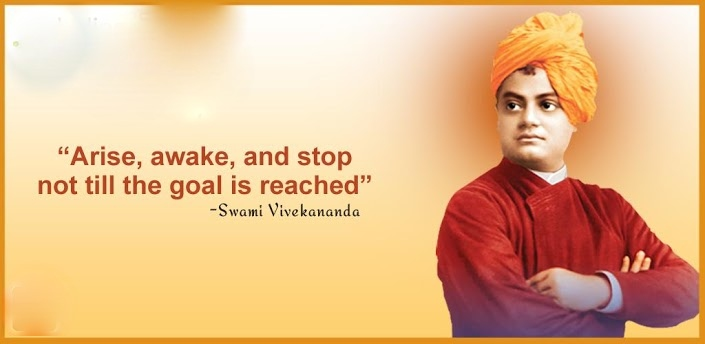 “Arise, awake, and stop
not till the goal is reached”
-Swami Vivekananda